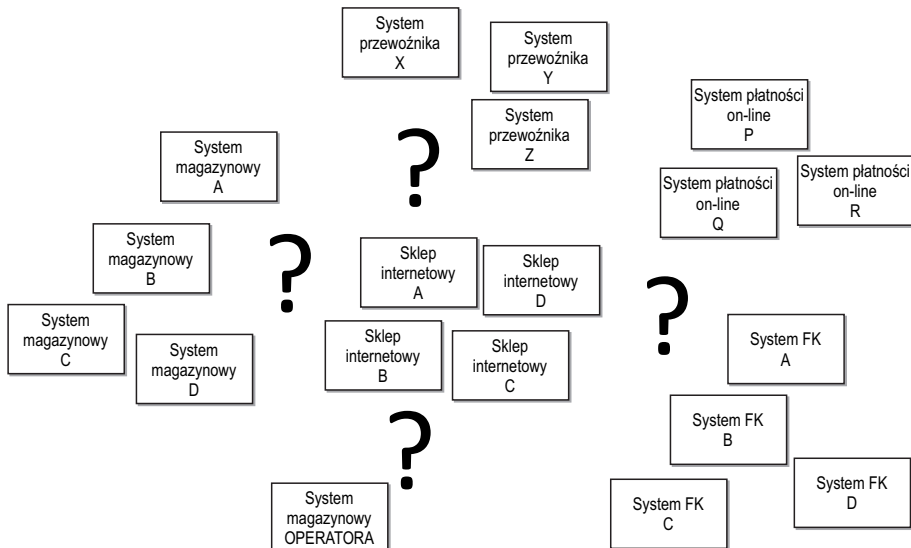 System
przewoźnika
X
System
przewoźnika
Y
System
przewoźnika
Z
System płatności
on-line
P
System płatności
on-line
Q
System płatności
on-line
R
System
magazynowy
A
System
magazynowy
B
System
magazynowy
C
System
magazynowy
D
?
?
?
?
Sklep
internetowy
A
Sklep
internetowy
D
Sklep
internetowy
B
Sklep
internetowy
C
System FK
A
System FK
B
System FK
C
System FK
D
System
magazynowy
OPERATORA